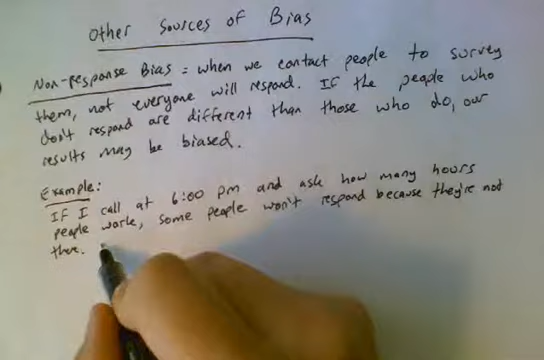 Other Sources of Bias
Non-response Bias = when we contact people to survey
them, not everyone will respond. If the people who
don't respond are different than those who do, our
results may be biased.
Example:
If I call at 6:00 pm and ask how many hours
people work, some people won't respond because they're not
there.